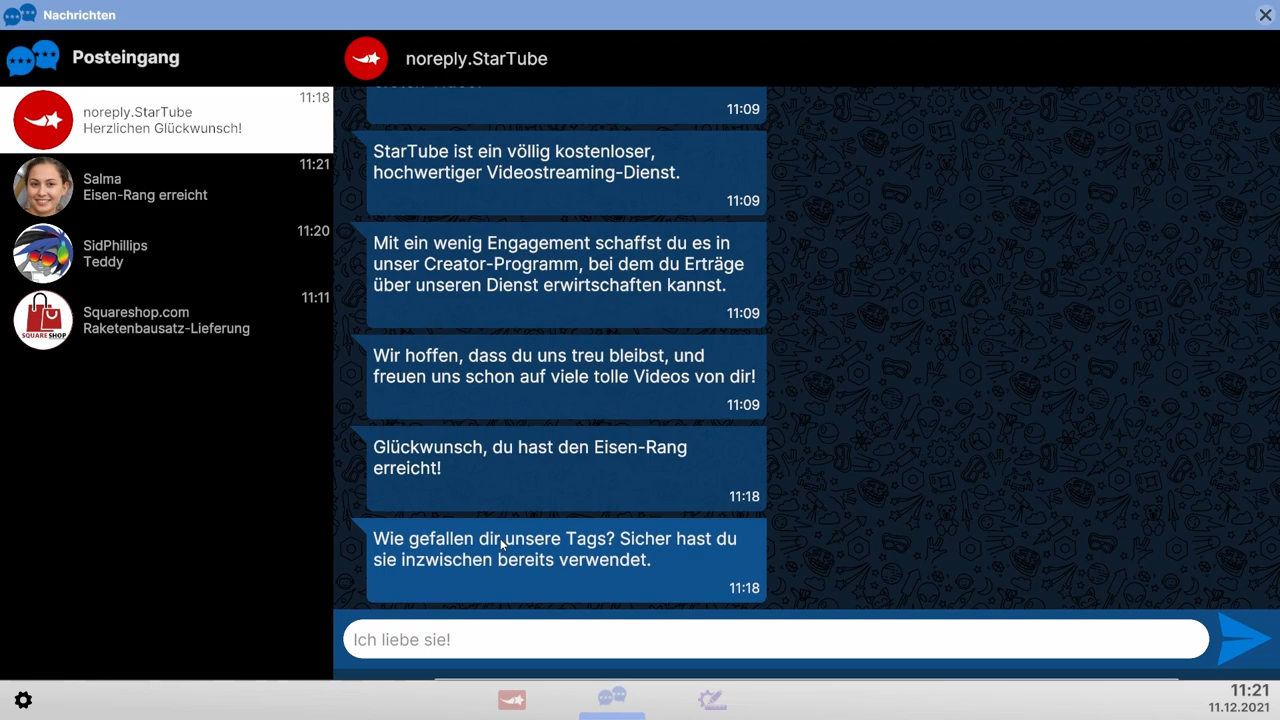 Nachrichten
Posteingang
noreply.StarTube
11:18
noreply.StarTube
Herzlichen Glückwunsch!
11:21
Salma
Eisen-Rang erreicht
11:20
SidPhillips
Teddy
11:11
Squareshop.com
Raketenbausatz-Lieferung
SQUARE SHOP
11:09
StarTube ist ein völlig kostenloser,
hochwertiger Videostreaming-Dienst.
11:09
Mit ein wenig Engagement schaffst du es in
unser Creator-Programm, bei dem du Erträge
über unseren Dienst erwirtschaften kannst.
11:09
Wir hoffen, dass du uns treu bleibst, und
freuen uns schon auf viele tolle Videos von dir!
11:09
Glückwunsch, du hast den Eisen-Rang
erreicht!
11:18
Wie gefallen dir unsere Tags? Sicher hast du
sie inzwischen bereits verwendet.
11:18
Ich liebe sie!
11:21
11.12.2021